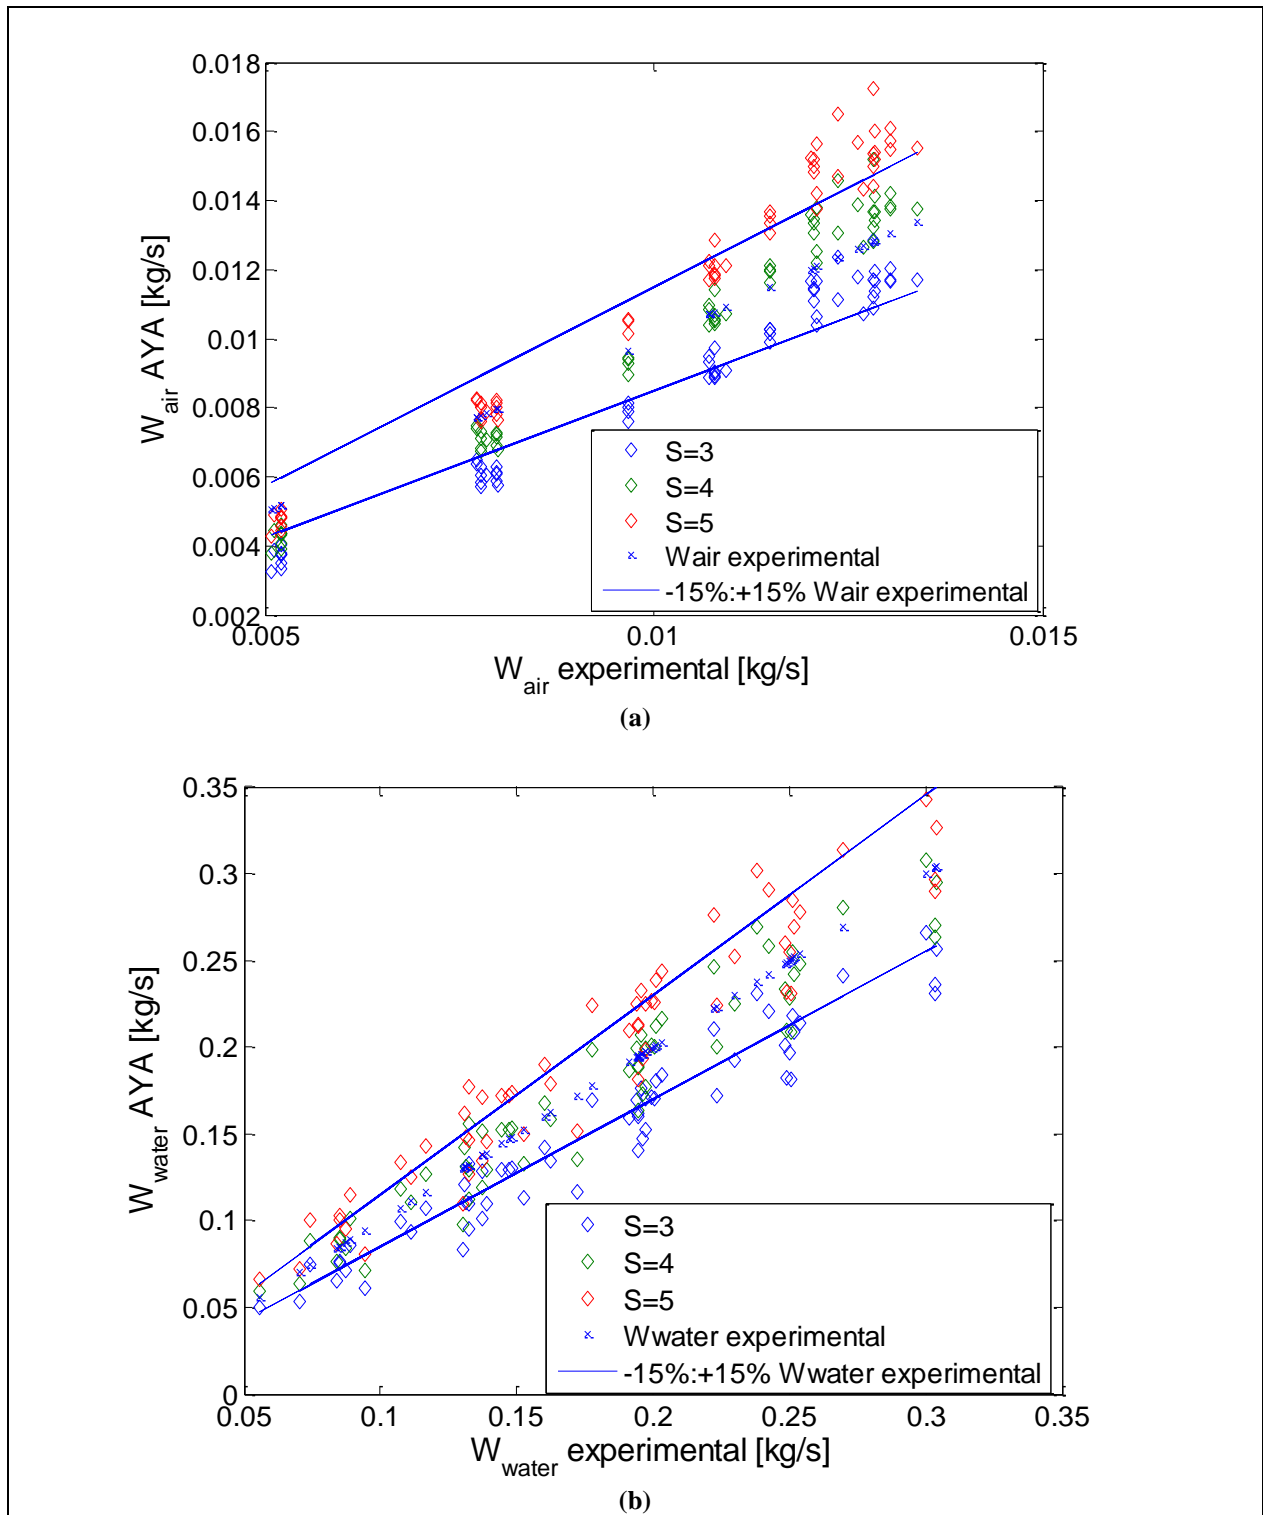 0.018
0.016
0.014
0.012
0.01
0.008
0.006
0.004
0.002
W_air AYA [kg/s]
S=3
S=4
S=5
Wair experimental
-15%:+15% Wair experimental
0.005 0.01 0.015
W_air experimental [kg/s]
(a)
0.35
0.3
0.25
0.2
0.15
0.1
0.05
0
W_water AYA [kg/s]
S=3
S=4
S=5
Wwater experimental
-15%:+15% Wwater experimental
0.05 0.1 0.15 0.2 0.25 0.3 0.35
W_water experimental [kg/s]
(b)